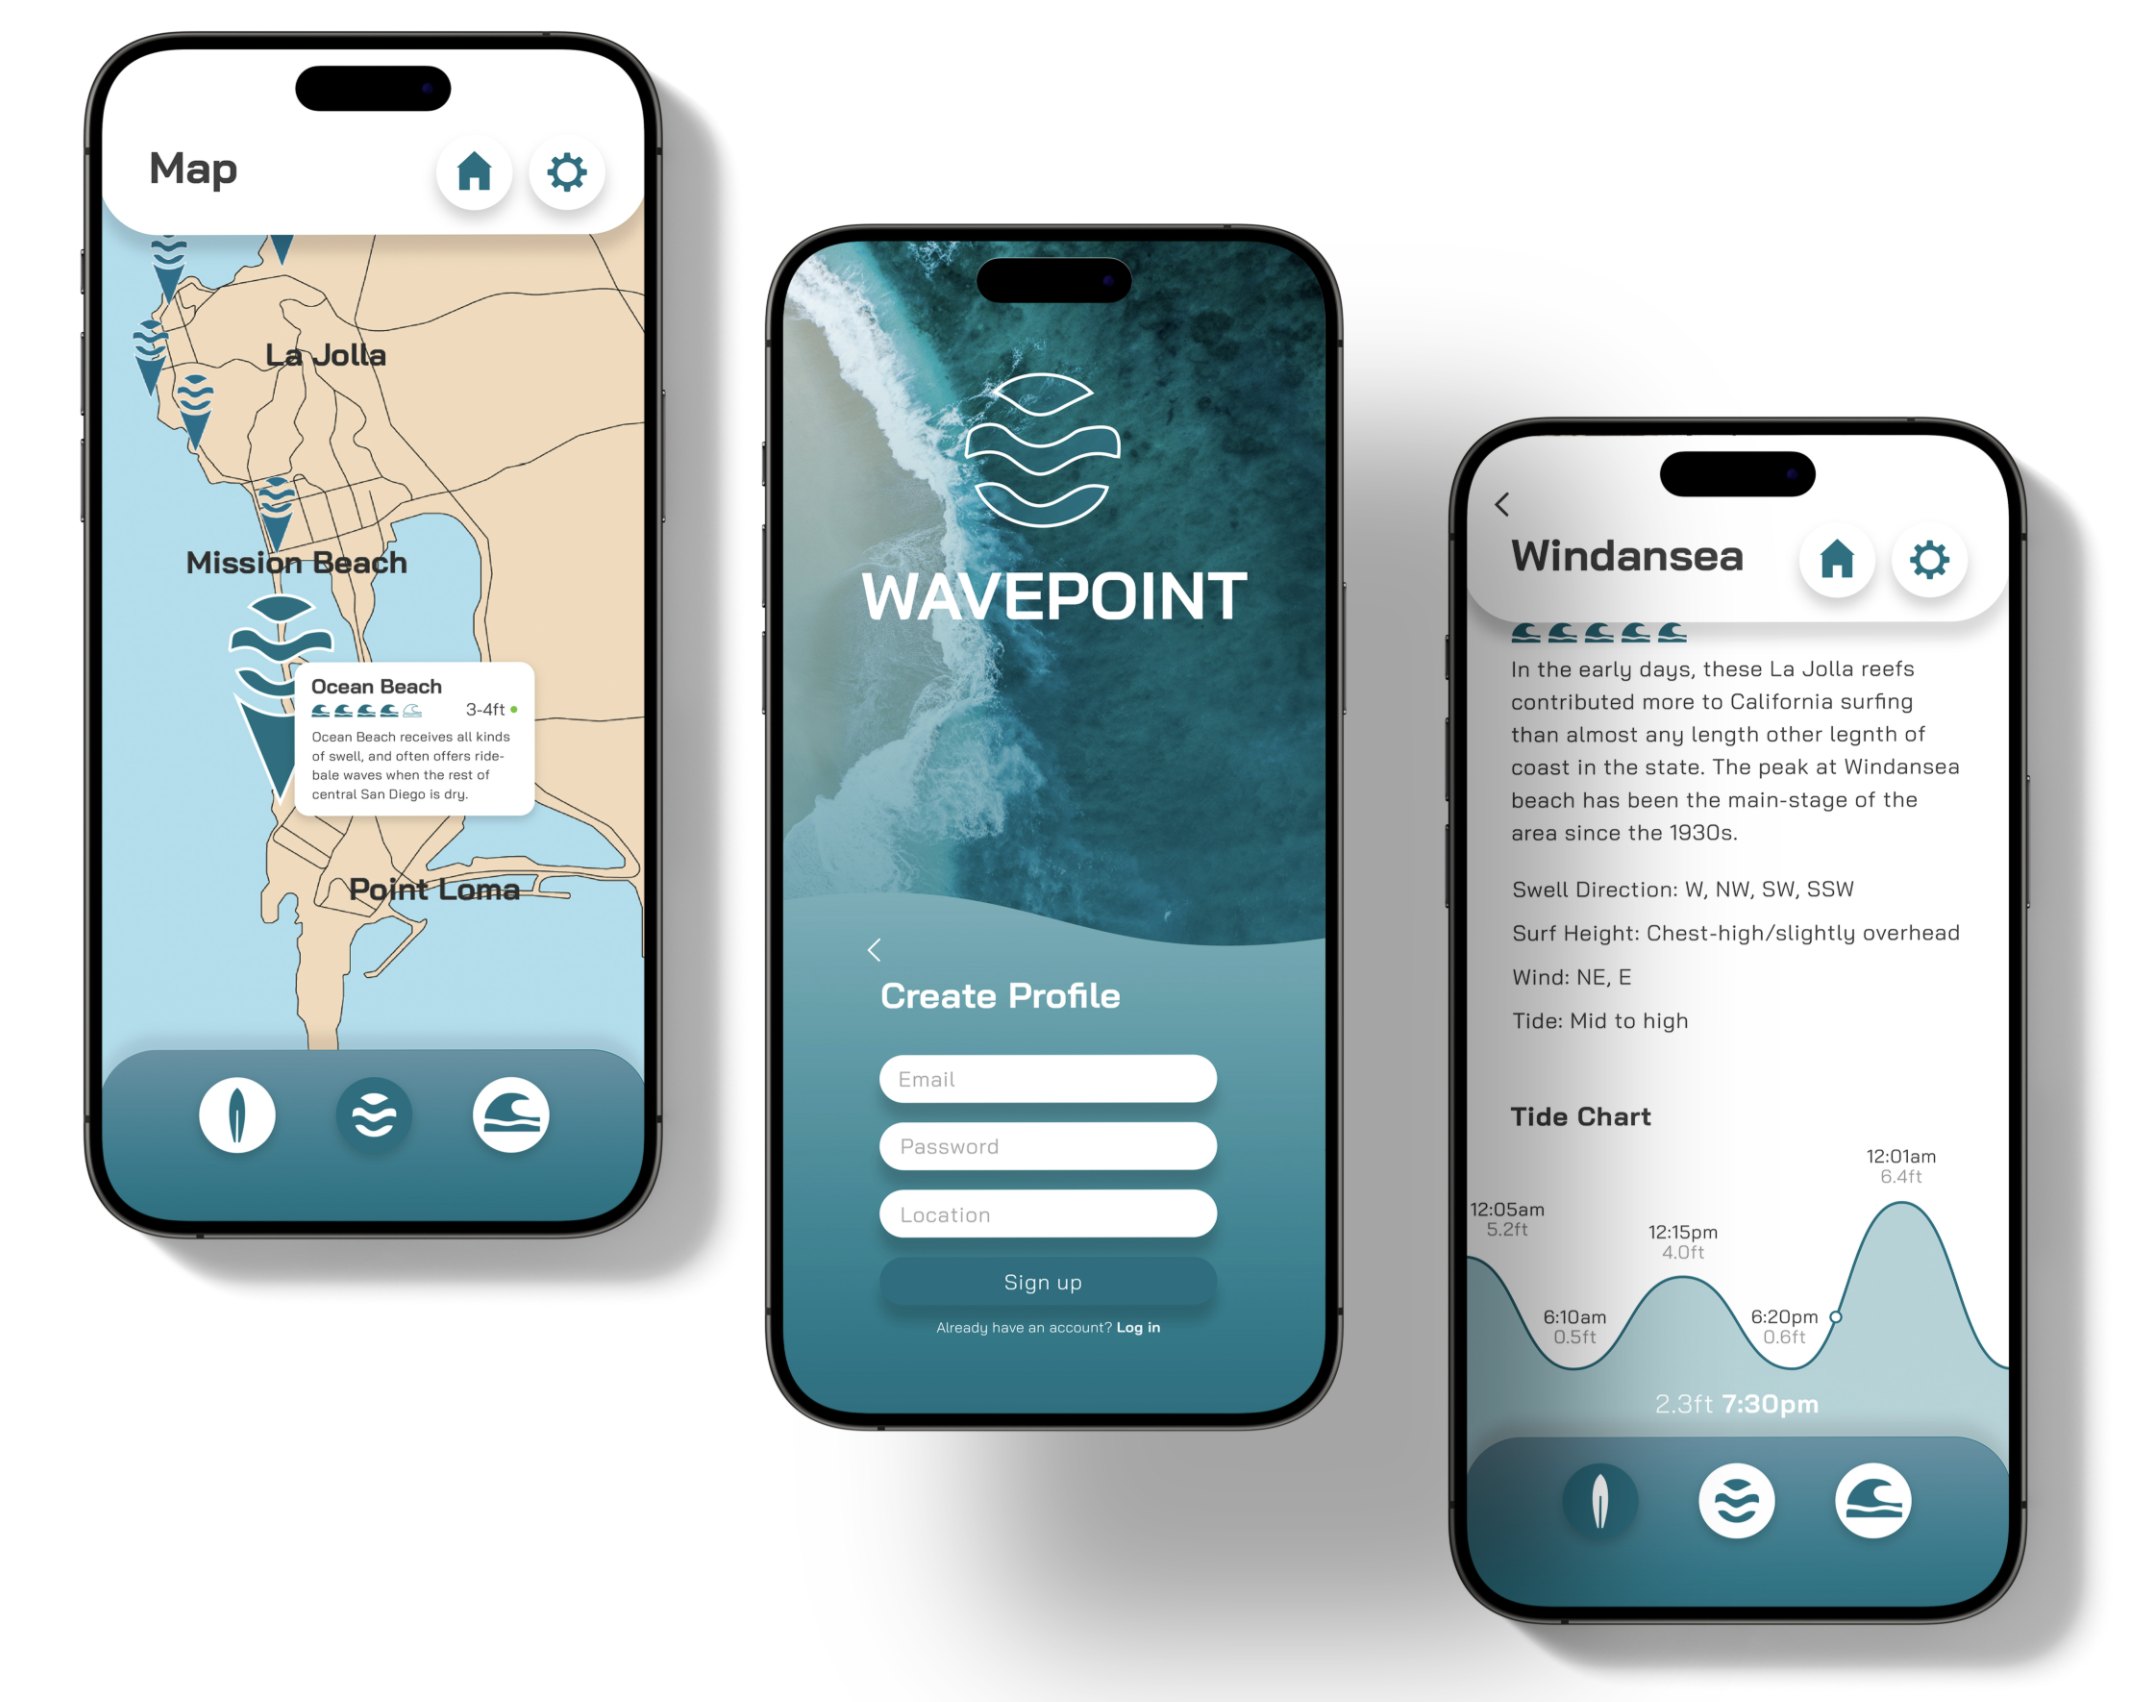 Map
La Jolla
Mission Beach
Ocean Beach
3-4ft
Ocean Beach receives all kinds
of swell, and often offers ride-
bale waves when the rest of
central San Diego is dry.
Point Loma
WAVEPOINT
Create Profile
Email
Password
Location
Sign up
Already have an account? Log in
Windansea
In the early days, these La Jolla reefs
contributed more to California surfing
than almost any length other legnth of
coast in the state. The peak at Windansea
beach has been the main-stage of the
area since the 1930s.
Swell Direction: W, NW, SW, SSW
Surf Height: Chest-high/slightly overhead
Wind: NE, E
Tide: Mid to high
Tide Chart
12:05am
5.2ft
6:10am
0.5ft
12:15pm
4.0ft
6:20pm
0.6ft
12:01am
6.4ft
2.3ft 7:30pm